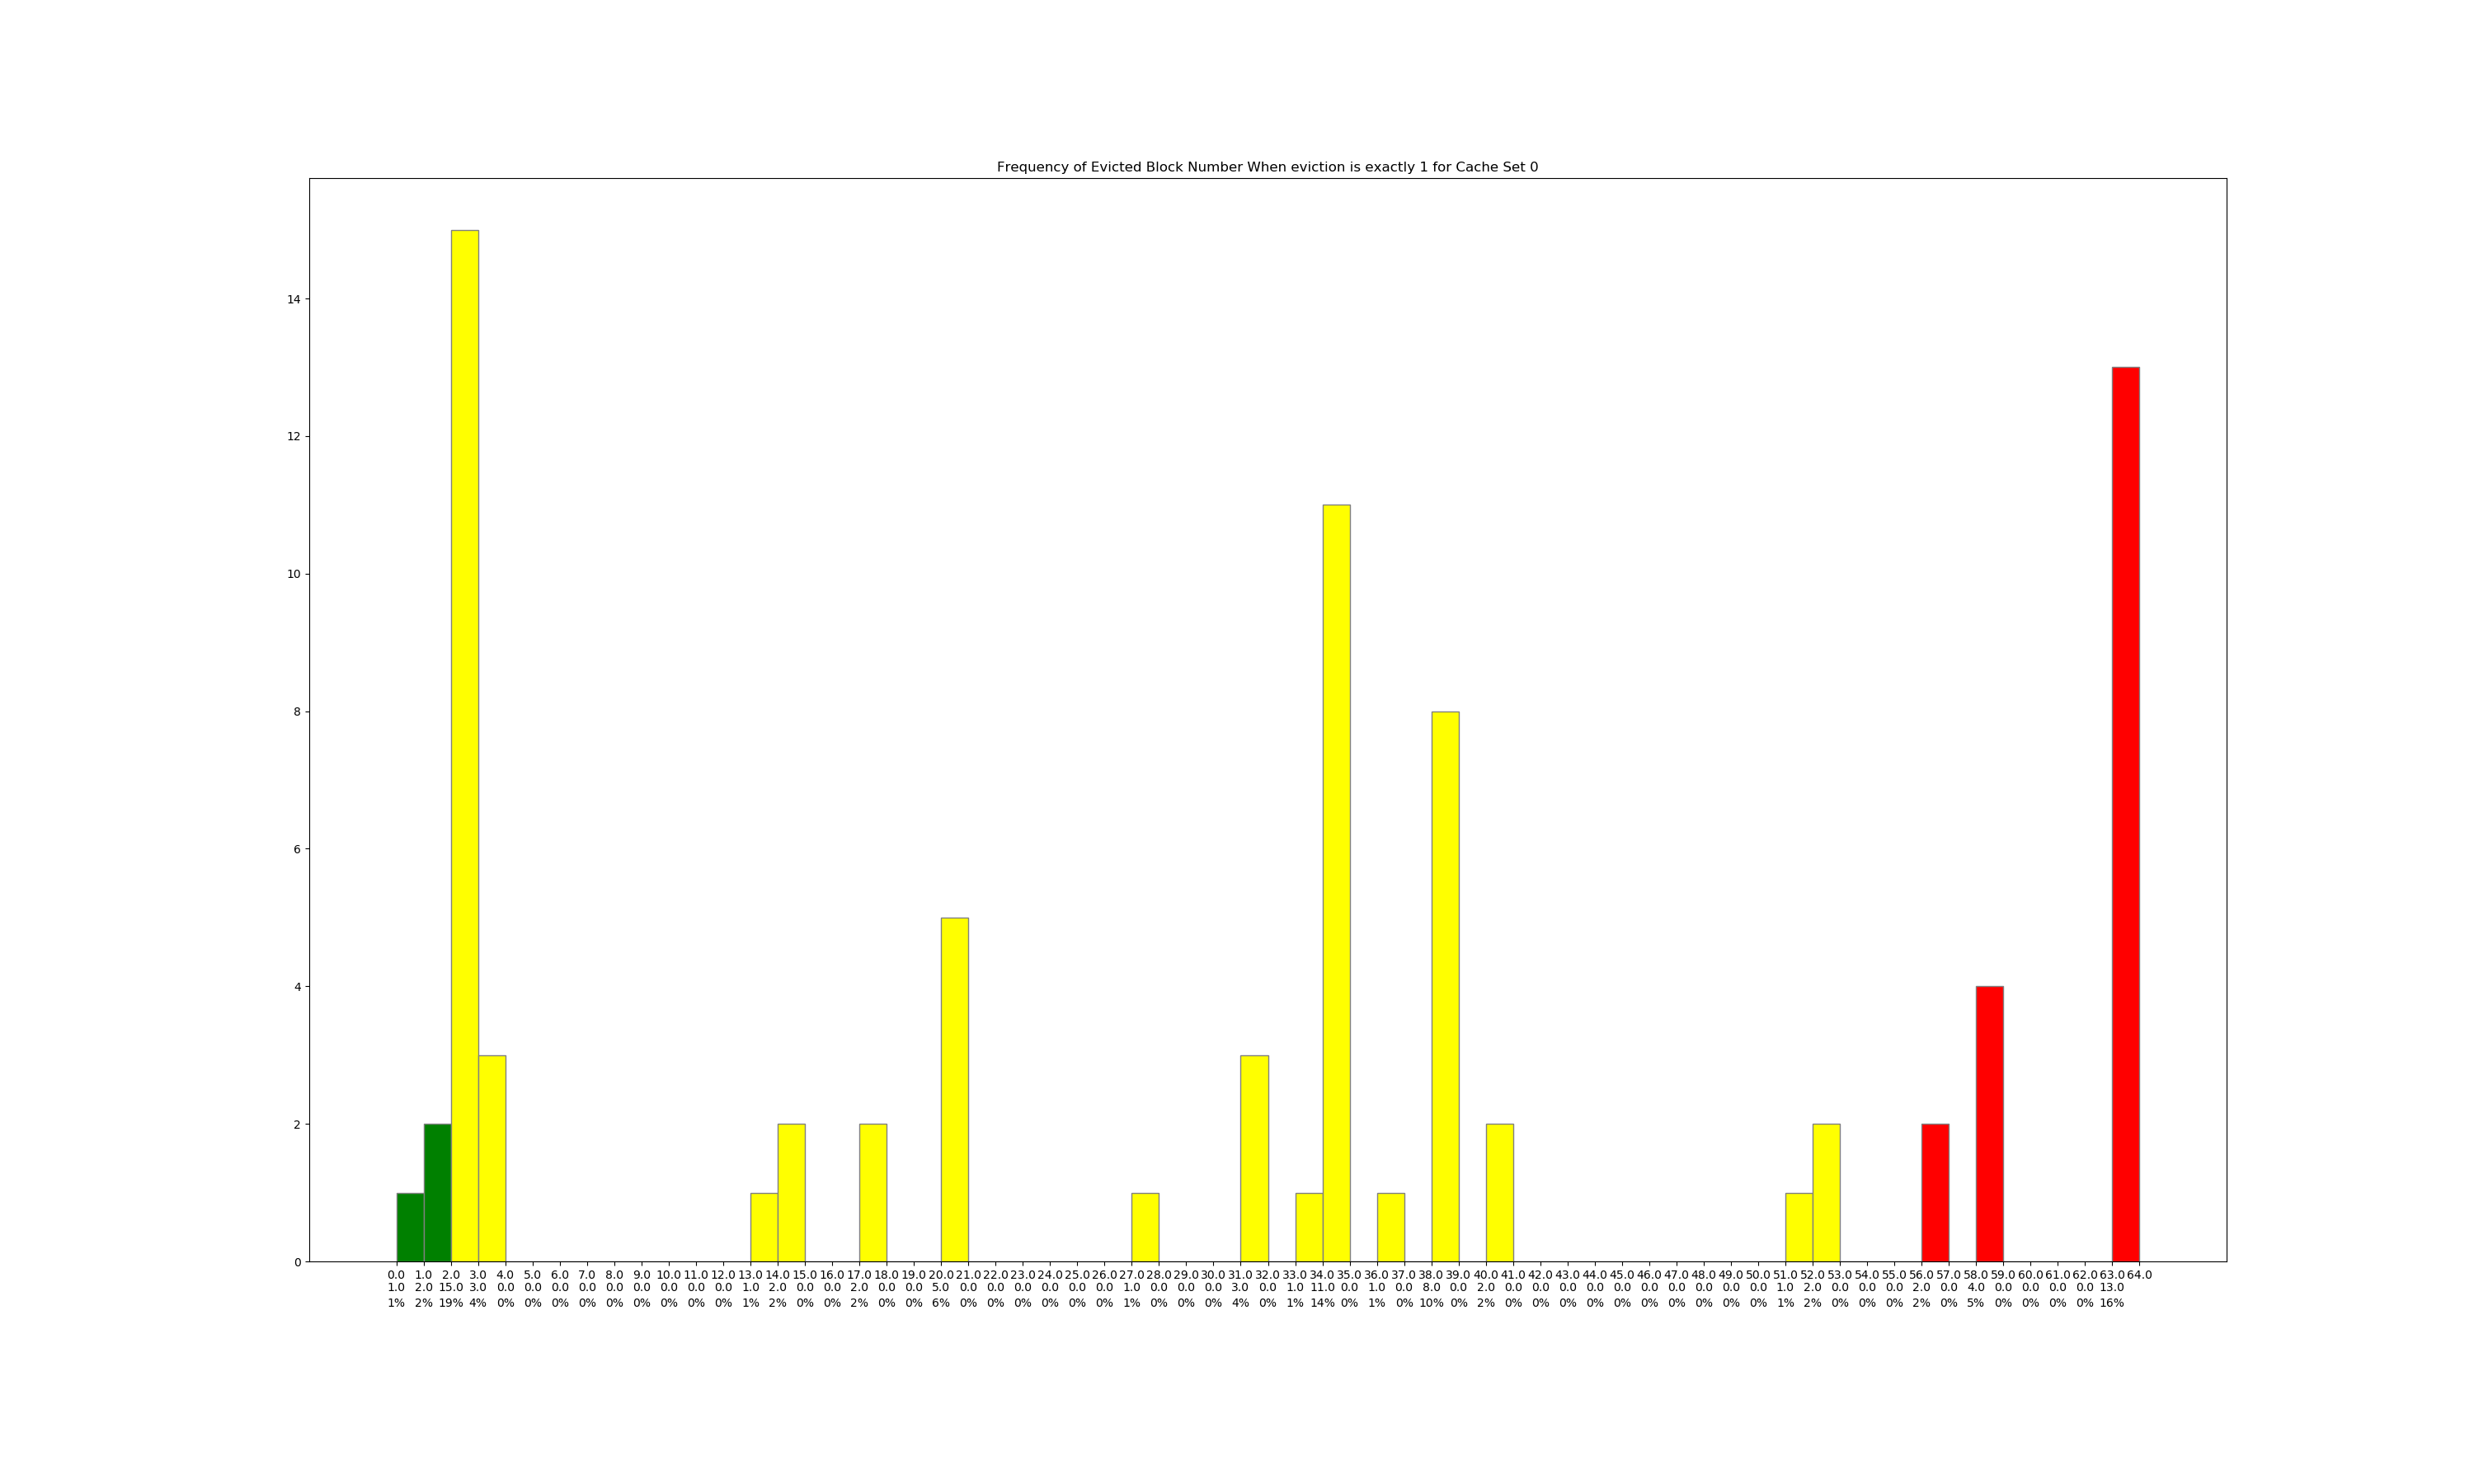 Frequency of Evicted Block Number When eviction is exactly 1 for Cache Set 0
14
12
10
8
6
4
2
0
0.0 1.0 2.0 3.0 4.0 5.0 6.0 7.0 8.0 9.0 10.0 11.0 12.0 13.0 14.0 15.0 16.0 17.0 18.0 19.0 20.0 21.0 22.0 23.0 24.0 25.0 26.0 27.0 28.0 29.0 30.0 31.0 32.0 33.0 34.0 35.0 36.0 37.0 38.0 39.0 40.0 41.0 42.0 43.0 44.0 45.0 46.0 47.0 48.0 49.0 50.0 51.0 52.0 53.0 54.0 55.0 56.0 57.0 58.0 59.0 60.0 61.0 62.0 63.0 64.0
1.0 2.0 15.0 3.0 0.0 0.0 0.0 0.0 0.0 0.0 0.0 0.0 0.0 1.0 2.0 0.0 0.0 2.0 0.0 0.0 5.0 0.0 0.0 0.0 0.0 0.0 0.0 1.0 0.0 0.0 0.0 3.0 0.0 1.0 11.0 0.0 1.0 0.0 8.0 0.0 2.0 0.0 0.0 0.0 0.0 0.0 0.0 0.0 0.0 0.0 0.0 1.0 2.0 0.0 0.0 0.0 2.0 0.0 4.0 0.0 0.0 0.0 0.0 13.0
1% 2% 19% 4% 0% 0% 0% 0% 0% 0% 0% 0% 0% 1% 2% 0% 0% 2% 0% 0% 6% 0% 0% 0% 0% 0% 0% 1% 0% 0% 0% 4% 0% 1% 14% 0% 1% 0% 10% 0% 2% 0% 0% 0% 0% 0% 0% 0% 0% 0% 0% 1% 2% 0% 0% 0% 2% 0% 5% 0% 0% 0% 0% 16%